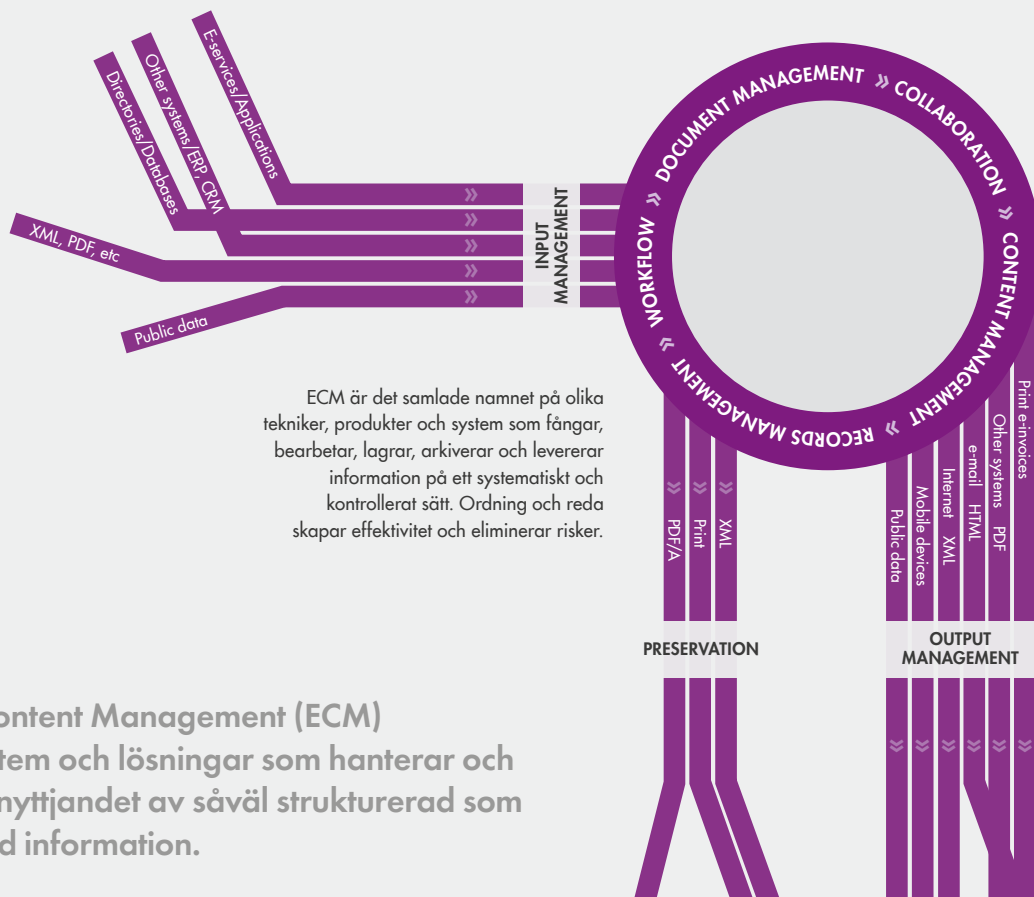 E-services/Applications
Other systems/ERP, CRM
Directories/Databases
XML, PDF, etc
Public data
INPUT
MANAGEMENT
WORKFLOW » DOCUMENT MANAGEMENT » COLLABORATION » CONTENT MANAGEMENT » RECORDS MANAGEMENT »
ECM är det samlade namnet på olika
tekniker, produkter och system som fångar,
bearbetar, lagrar, arkiverar och levererar
information på ett systematiskt och
kontrollerat sätt. Ordning och reda
skapar effektivitet och eliminerar risker.
PDF/A
Print
XML
PRESERVATION
Public data
Mobile devices
Internet XML
e-mail HTML
Other systems PDF
Print e-invoices
OUTPUT
MANAGEMENT
ontent Management (ECM)
tem och lösningar som hanterar och
nyttjandet av såväl strukturerad som
d information.